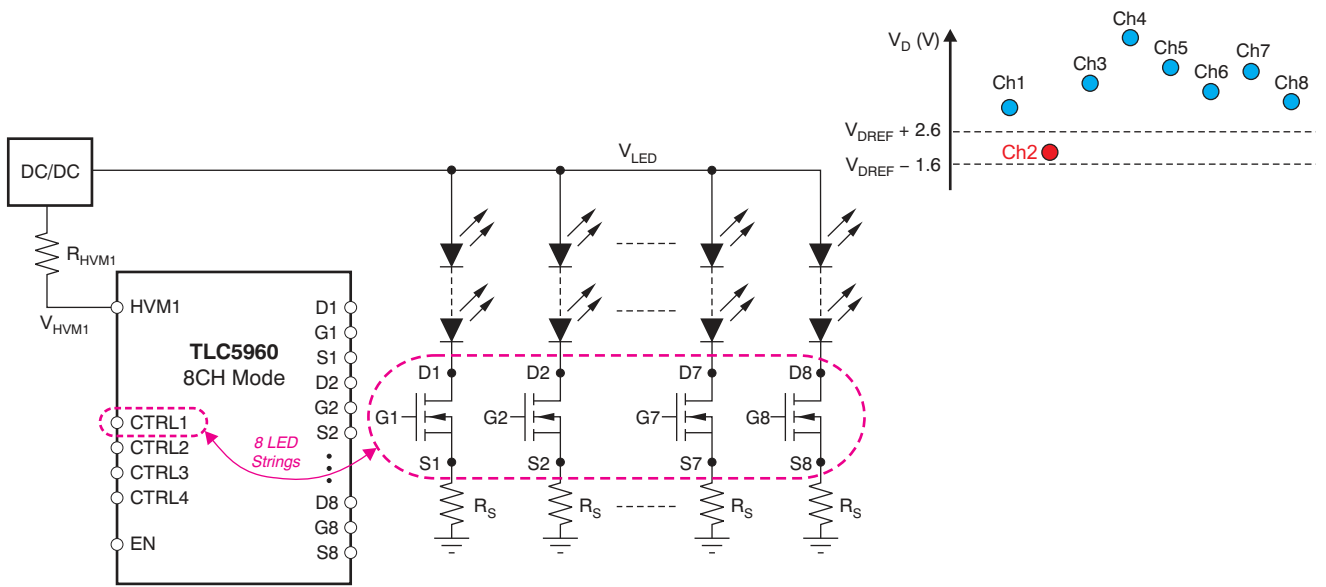 DC/DC
R_HVM1
V_HVM1
HVM1
TLC5960
8CH Mode
CTRL1
CTRL2
CTRL3
CTRL4
EN
D1
G1
S1
D2
G2
S2
D8
G8
S8
8 LED
Strings
V_LED
D1
D2
D7
D8
G1
G2
G7
G8
S1
S2
S7
S8
R_S
R_S
R_S
R_S
V_D (V)
Ch4
Ch1
Ch3
Ch5
Ch6
Ch7
Ch8
V_DREF + 2.6
Ch2
V_DREF – 1.6